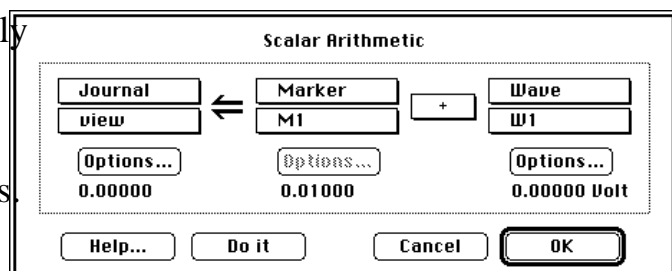 ly
Scalar Arithmetic
Journal ⇐ Marker + Wave
view M1 W1
Options... Options... Options...
s.
0.00000 0.01000 0.00000 Volt
Help... Do it Cancel OK